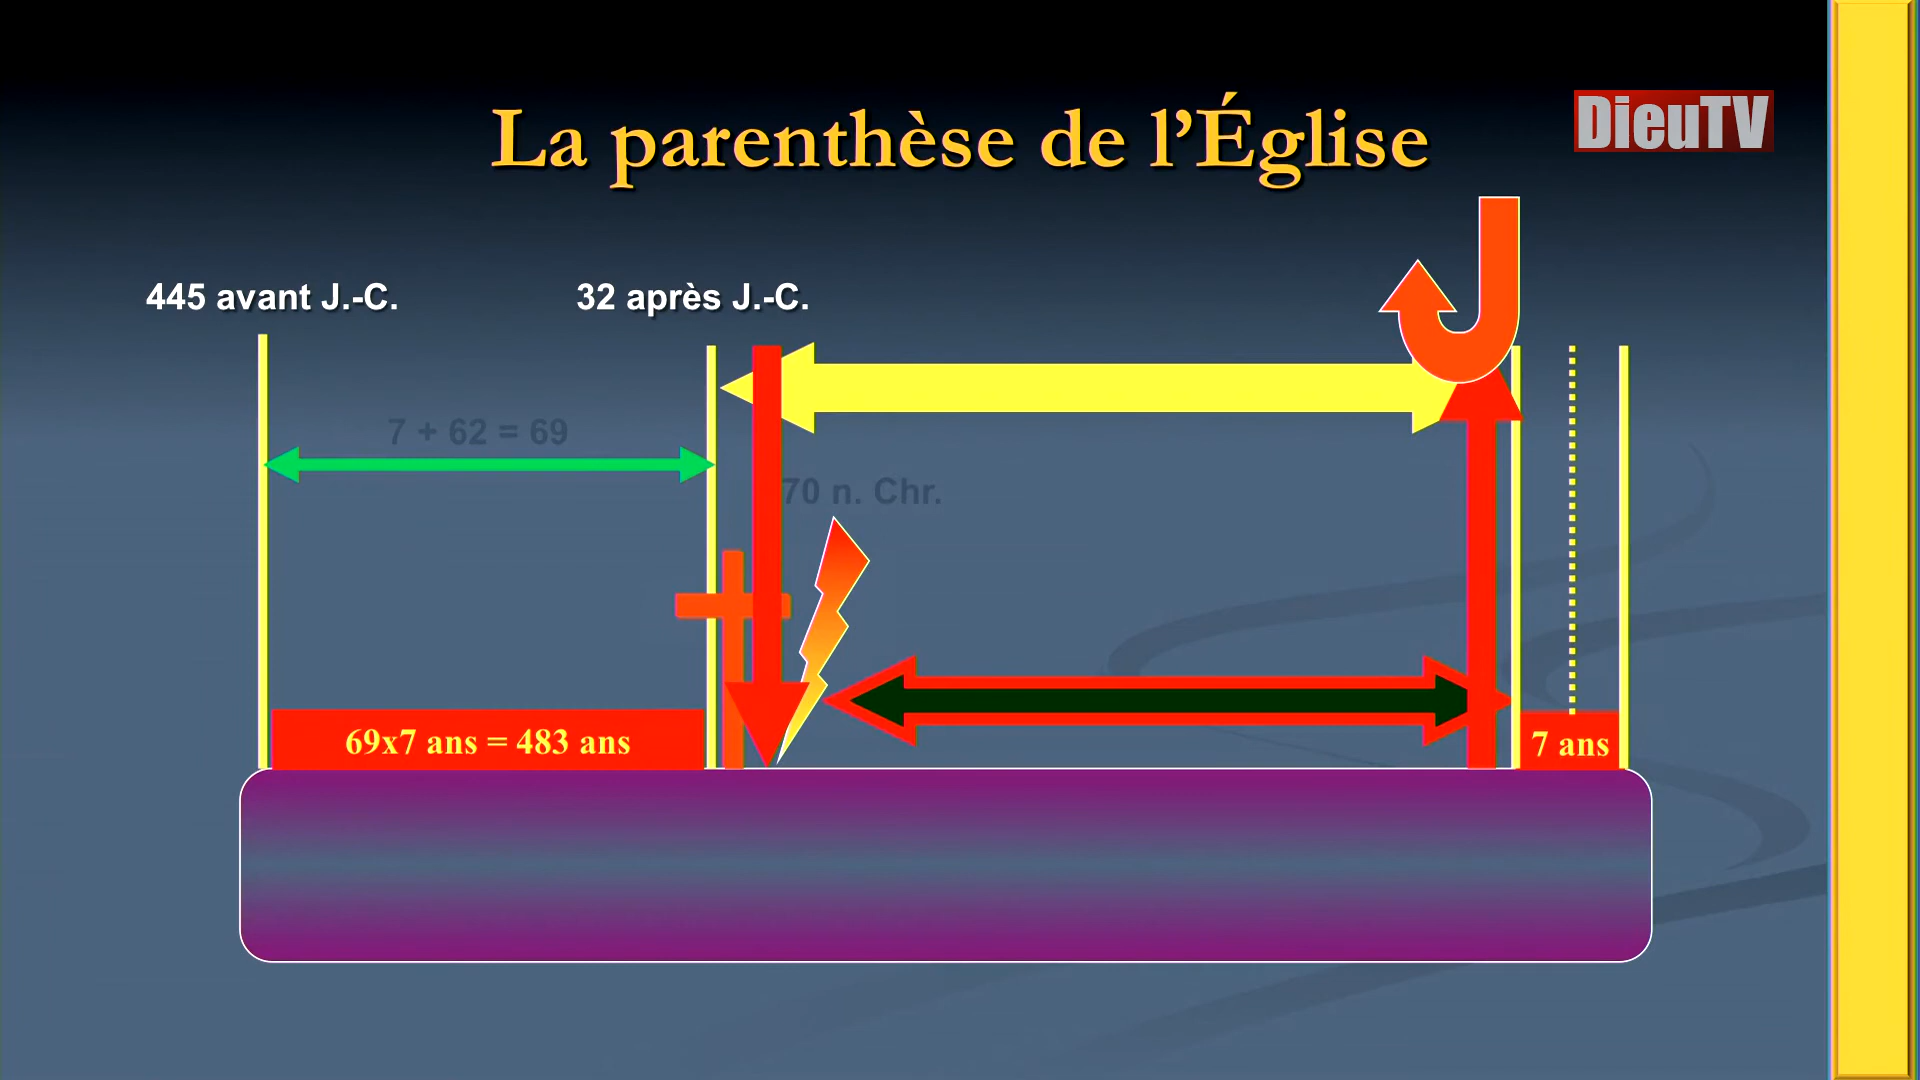 La parenthèse de l’Église
DieuTV
445 avant J.-C.
32 après J.-C.
7 + 62 = 69
70 n. Chr.
69x7 ans = 483 ans
7 ans